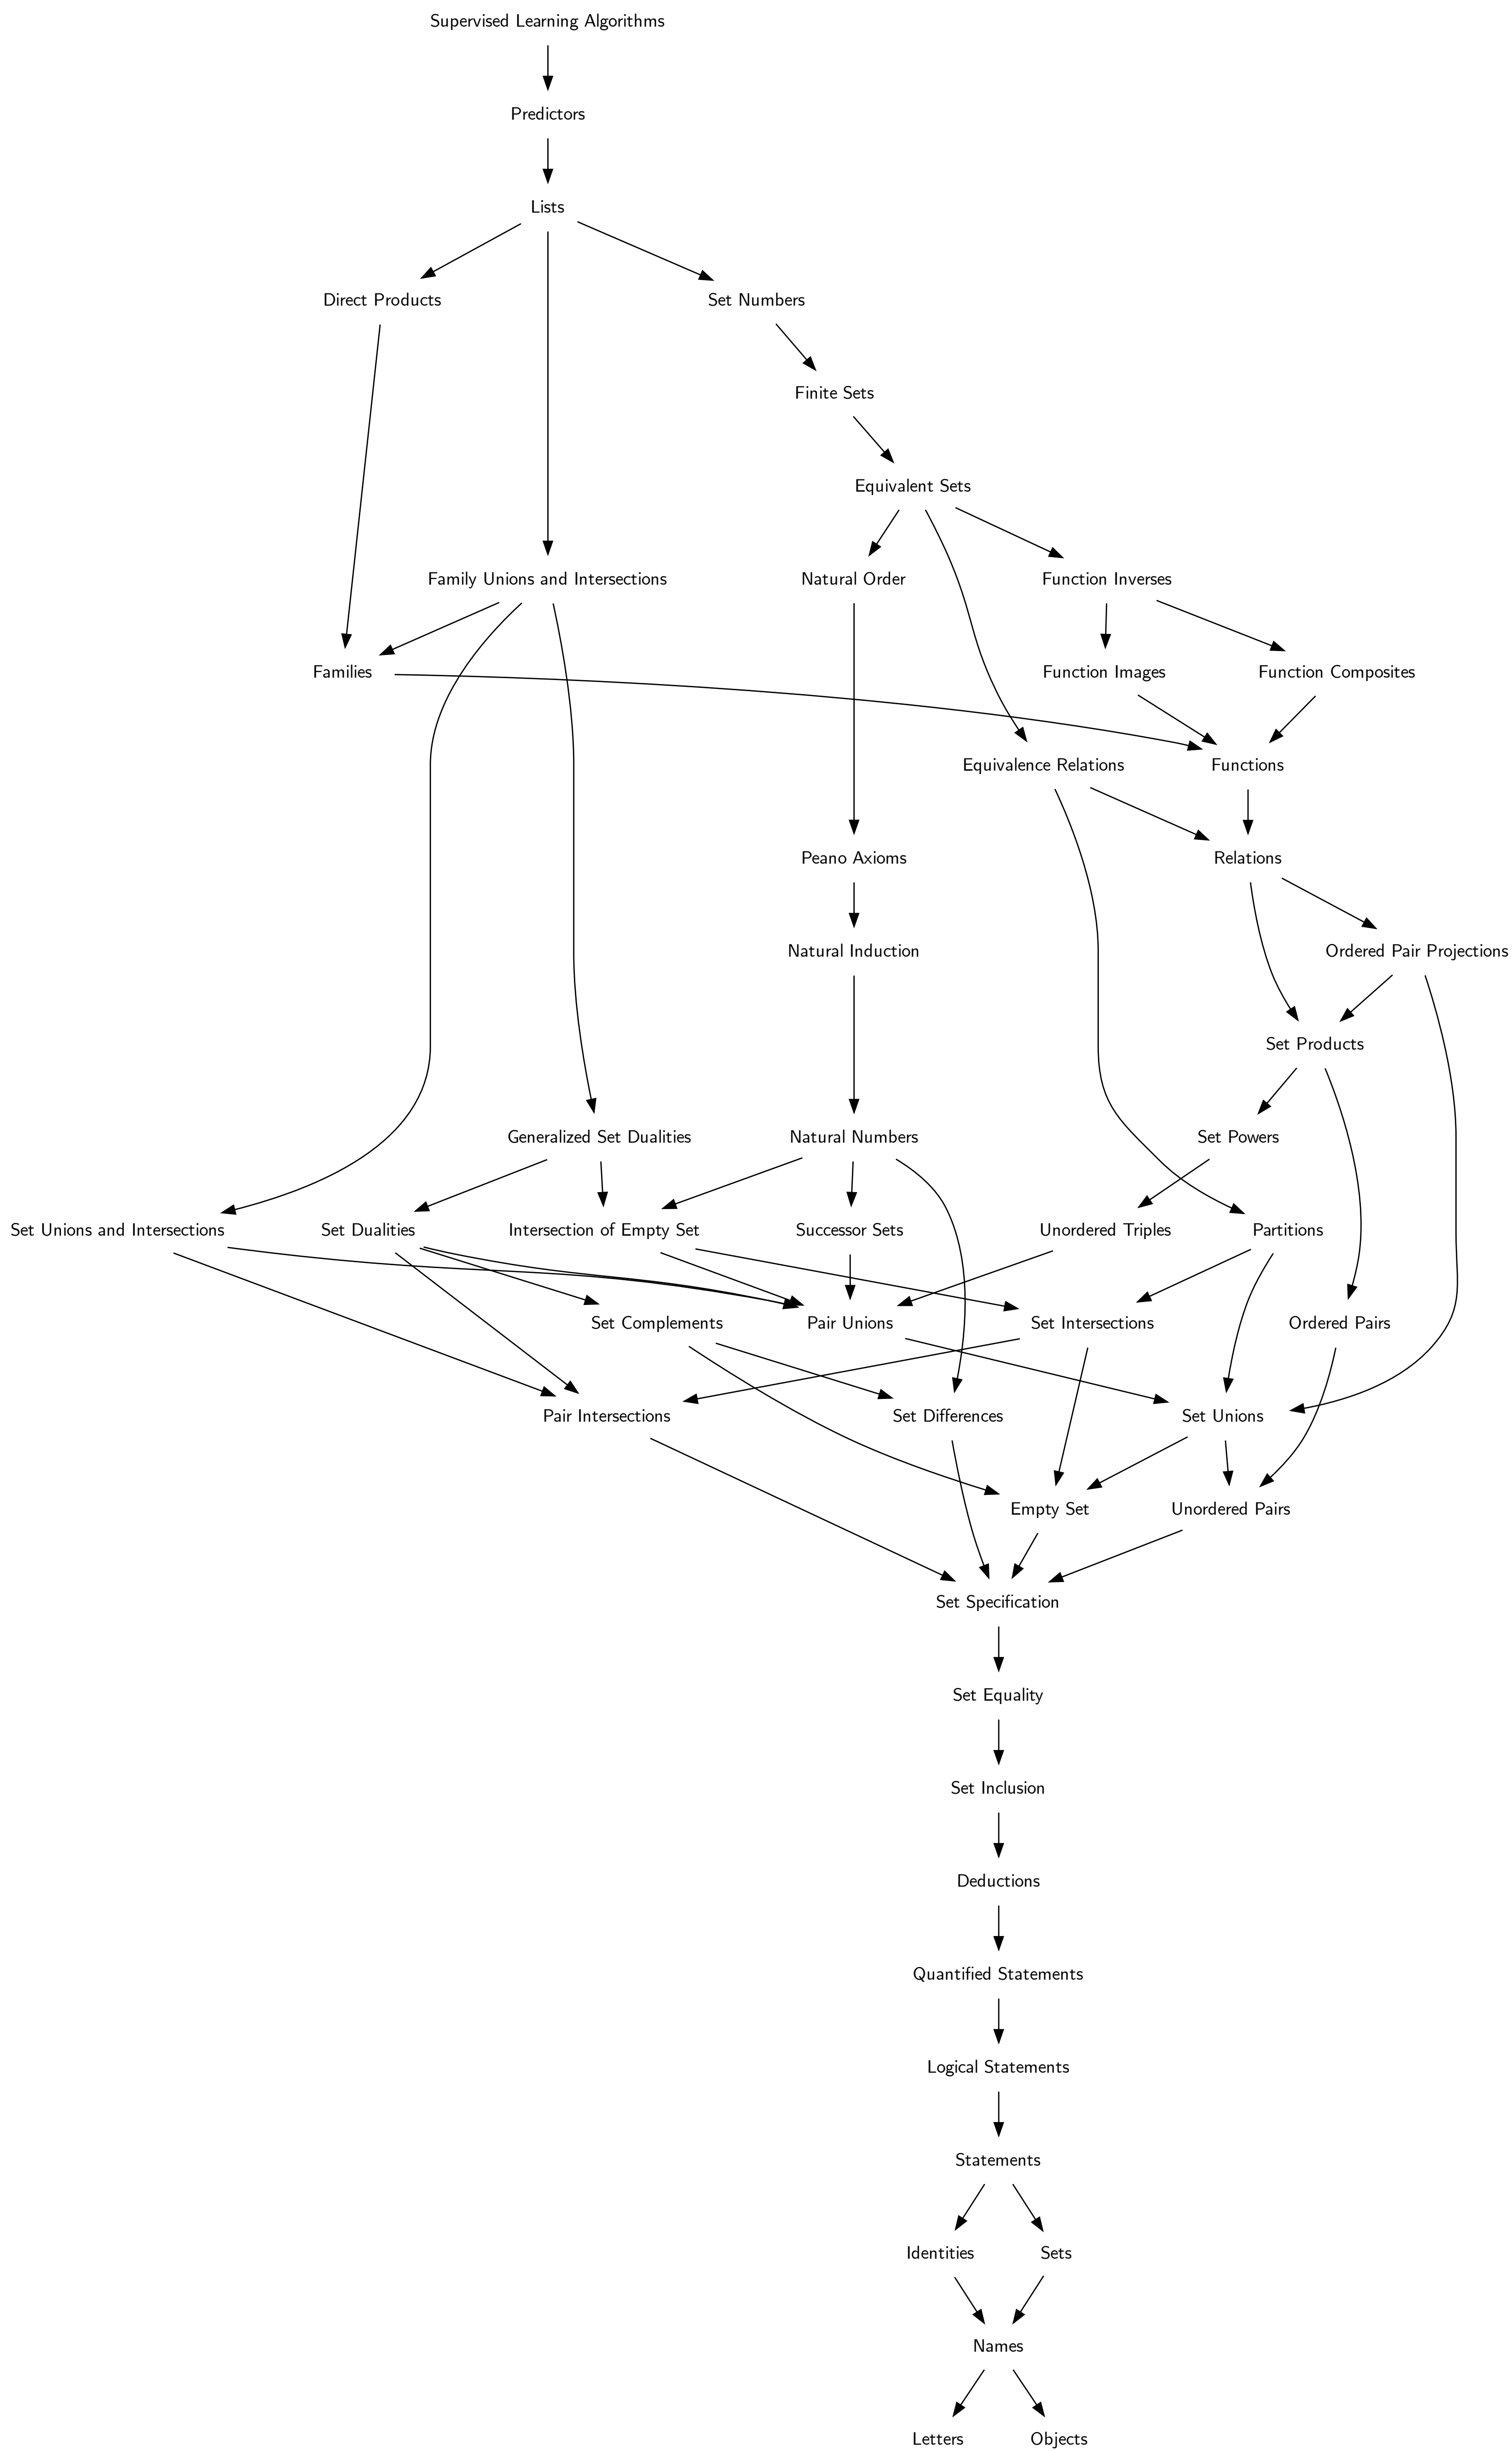 Supervised Learning Algorithms
Predictors
Lists
Direct Products
Set Numbers
Finite Sets
Equivalent Sets
Family Unions and Intersections
Natural Order
Function Inverses
Families
Function Images
Function Composites
Equivalence Relations
Functions
Peano Axioms
Relations
Natural Induction
Ordered Pair Projections
Set Products
Generalized Set Dualities
Natural Numbers
Set Powers
Set Unions and Intersections
Set Dualities
Intersection of Empty Set
Successor Sets
Unordered Triples
Partitions
Set Complements
Pair Unions
Set Intersections
Ordered Pairs
Pair Intersections
Set Differences
Set Unions
Empty Set
Unordered Pairs
Set Specification
Set Equality
Set Inclusion
Deductions
Quantified Statements
Logical Statements
Statements
Identities
Sets
Names
Letters
Objects